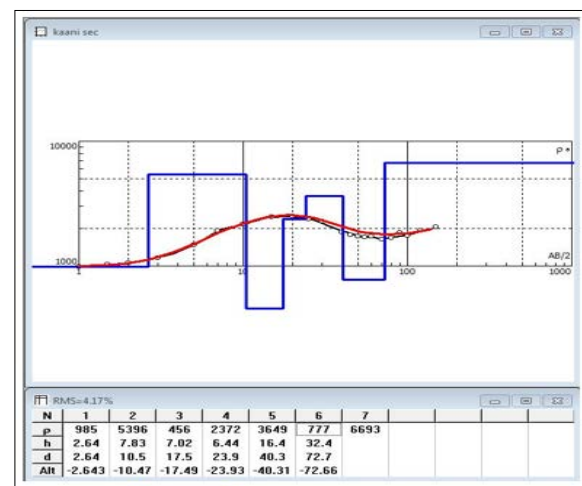 kaani sec
10000
ρ*
1000
AB/2
1
10
100
1000
RMS=4.17%
N 1 2 3 4 5 6 7
ρ 985 5396 456 2372 3649 777 6693
h 2.64 7.83 7.02 6.44 16.4 32.4
d 2.64 10.5 17.5 23.9 40.3 72.7
Alt -2.643 -10.47 -17.49 -23.93 -40.31 -72.66